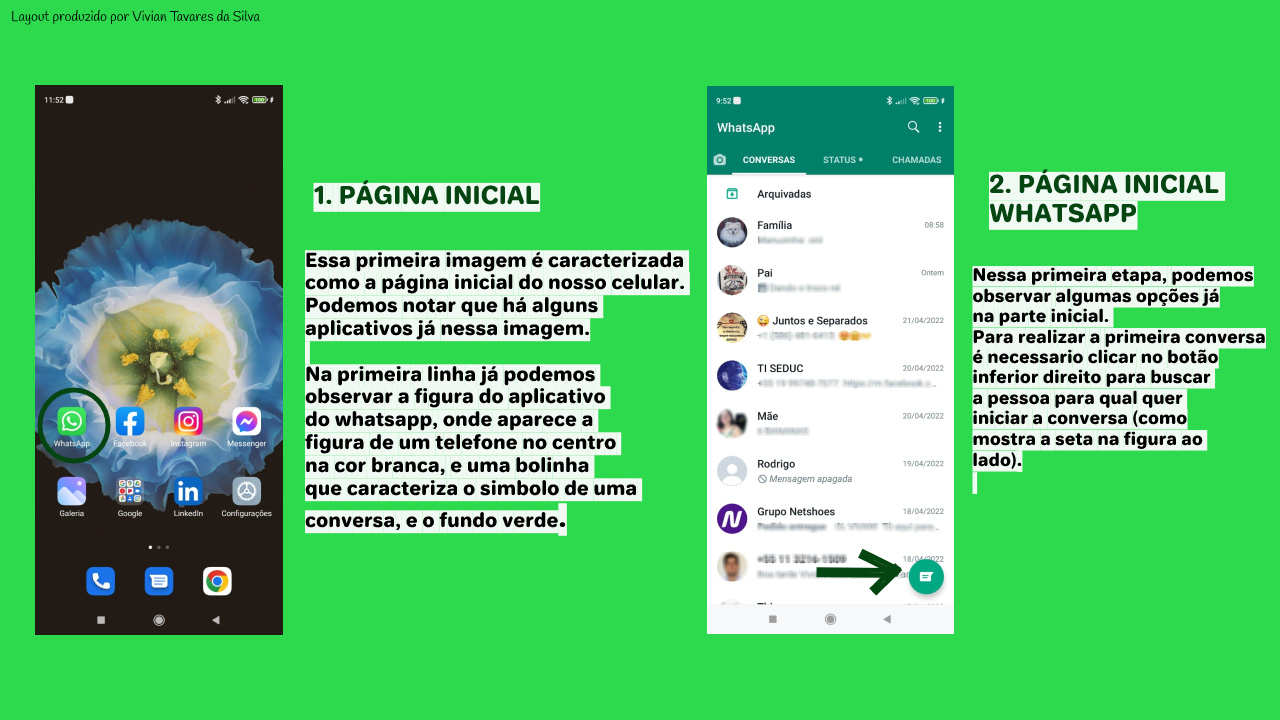 Layout produzido por Vivian Tavares da Silva
11:52
100
WhatsApp
Facebook
Instagram
Messenger
Galeria
Google
LinkedIn
Configurações
1. PÁGINA INICIAL
Essa primeira imagem é caracterizada
como a página inicial do nosso celular.
Podemos notar que há alguns
aplicativos já nessa imagem.
Na primeira linha já podemos
observar a figura do aplicativo
do whatsapp, onde aparece a
figura de um telefone no centro
na cor branca, e uma bolinha
que caracteriza o simbolo de uma
conversa, e o fundo verde.
9:52
100
WhatsApp
CONVERSAS
STATUS
CHAMADAS
Arquivadas
Família 08:58
Pai Ontem
😋 Juntos e Separados 21/04/2022
TI SEDUC 20/04/2022
Mãe 20/04/2022
Rodrigo 19/04/2022
Mensagem apagada
Grupo Netshoes 18/04/2022
18/04/2022
2. PÁGINA INICIAL
WHATSAPP
Nessa primeira etapa, podemos
observar algumas opções já
na parte inicial.
Para realizar a primeira conversa
é necessario clicar no botão
inferior direito para buscar
a pessoa para qual quer
iniciar a conversa (como
mostra a seta na figura ao
lado).